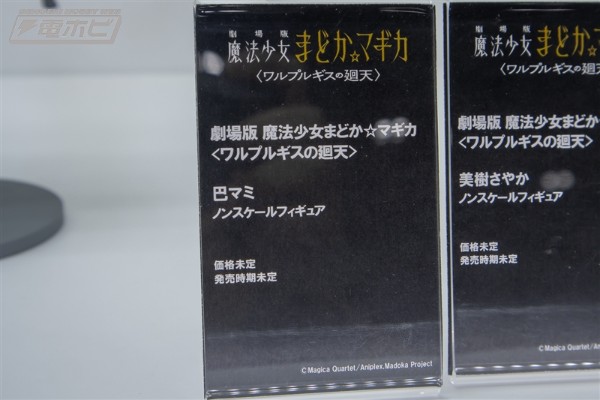 電ホビ
劇場版
魔法少女まどか☆マギカ
〈ワルプルギスの廻天〉
劇場版 魔法少女まどか☆マギカ
〈ワルプルギスの廻天〉
巴マミ
ノンスケールフィギュア
価格未定
発売時期未定
©Magica Quartet/Aniplex,Madoka Project
劇場版
魔法少女まどか
〈ワルプルギスの
劇場版 魔法少女まどか
〈ワルプルギスの廻天〉
美樹さやか
ノンスケールフィギュア
価格未定
発売時期未定
©Magica Quartet/An